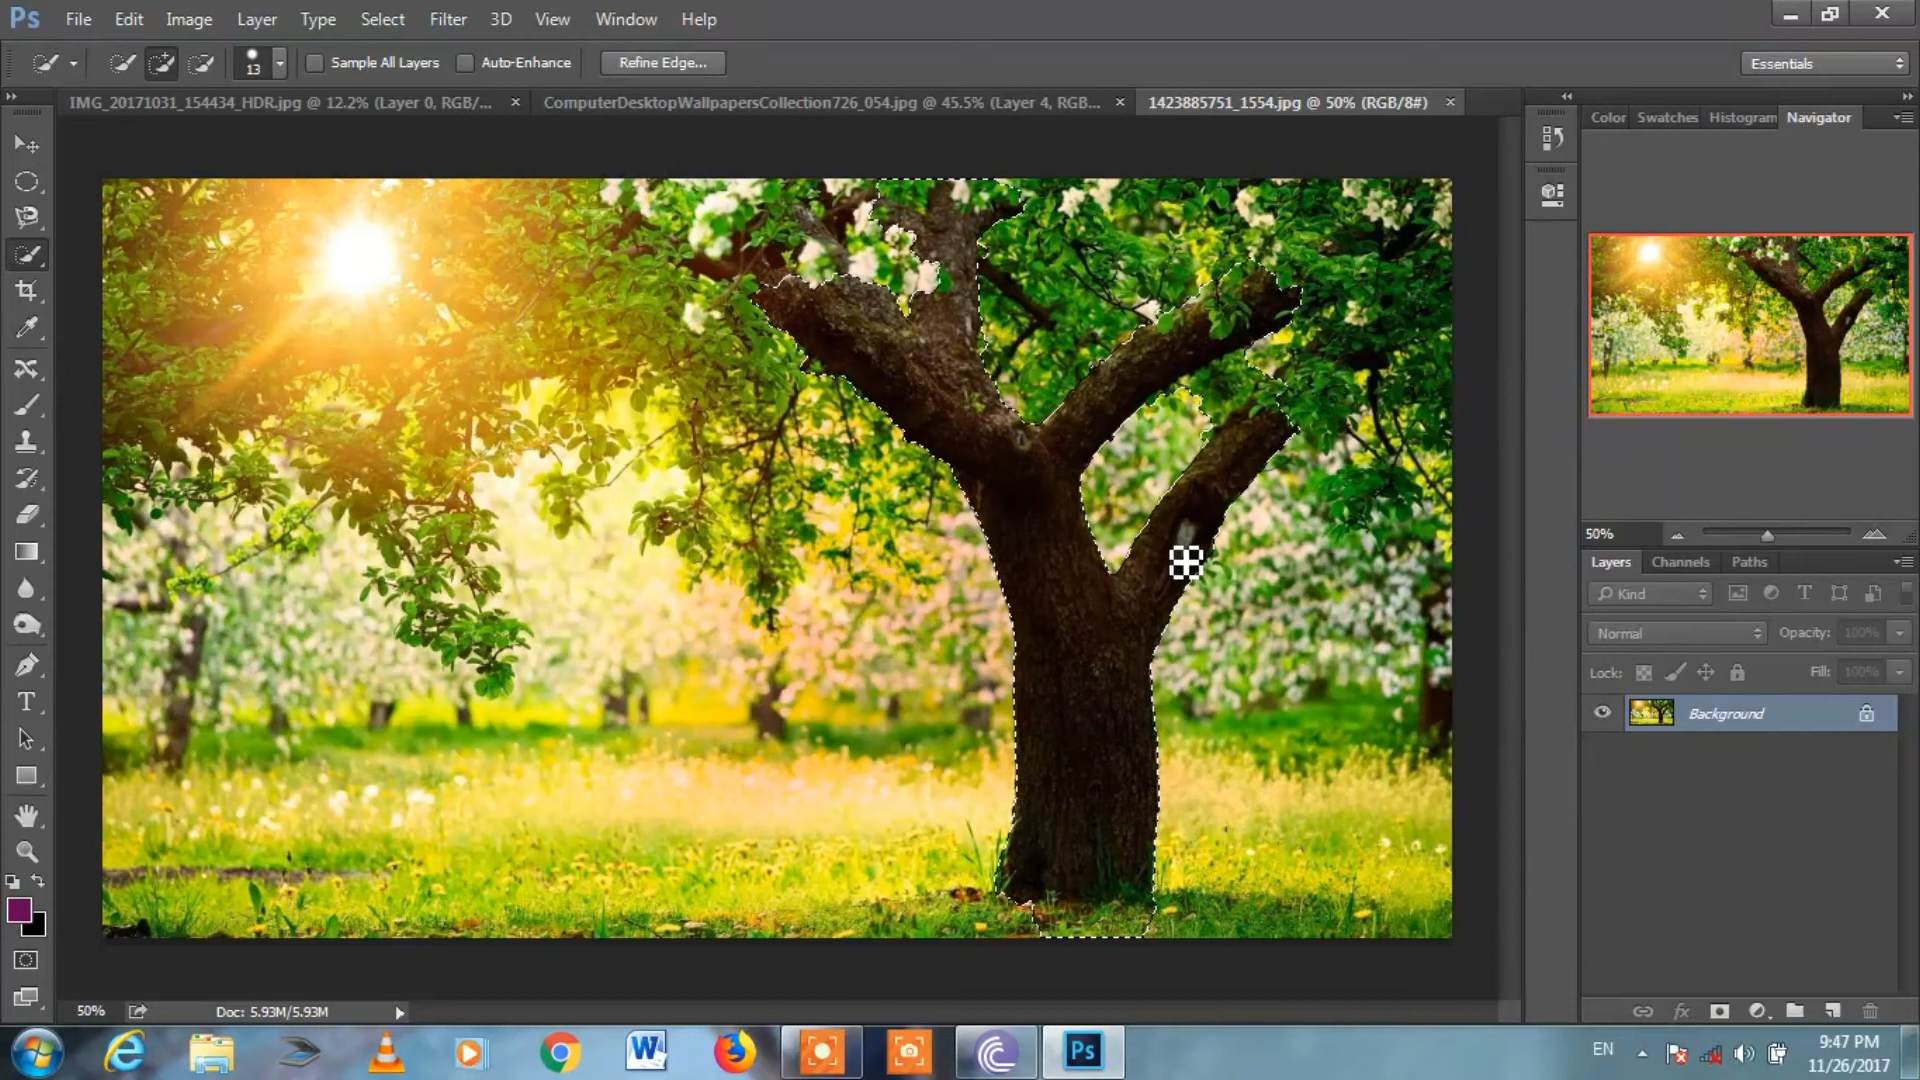 Ps File Edit Image Layer Type Select Filter 3D View Window Help
13 Sample All Layers Auto-Enhance Refine Edge... Essentials
IMG_20171031_154434_HDR.jpg @ 12.2% (Layer 0, RGB/... × ComputerDesktopWallpapersCollection726_054.jpg @ 45.5% (Layer 4, RGB... × 1423885751_1554.jpg @ 50% (RGB/8#) ×
Color Swatches Histogram Navigator
50%
Layers Channels Paths
Kind
Normal Opacity: 100%
Lock: Fill: 100%
Background
50% Doc: 5.93M/5.93M
EN 9:47 PM
11/26/2017